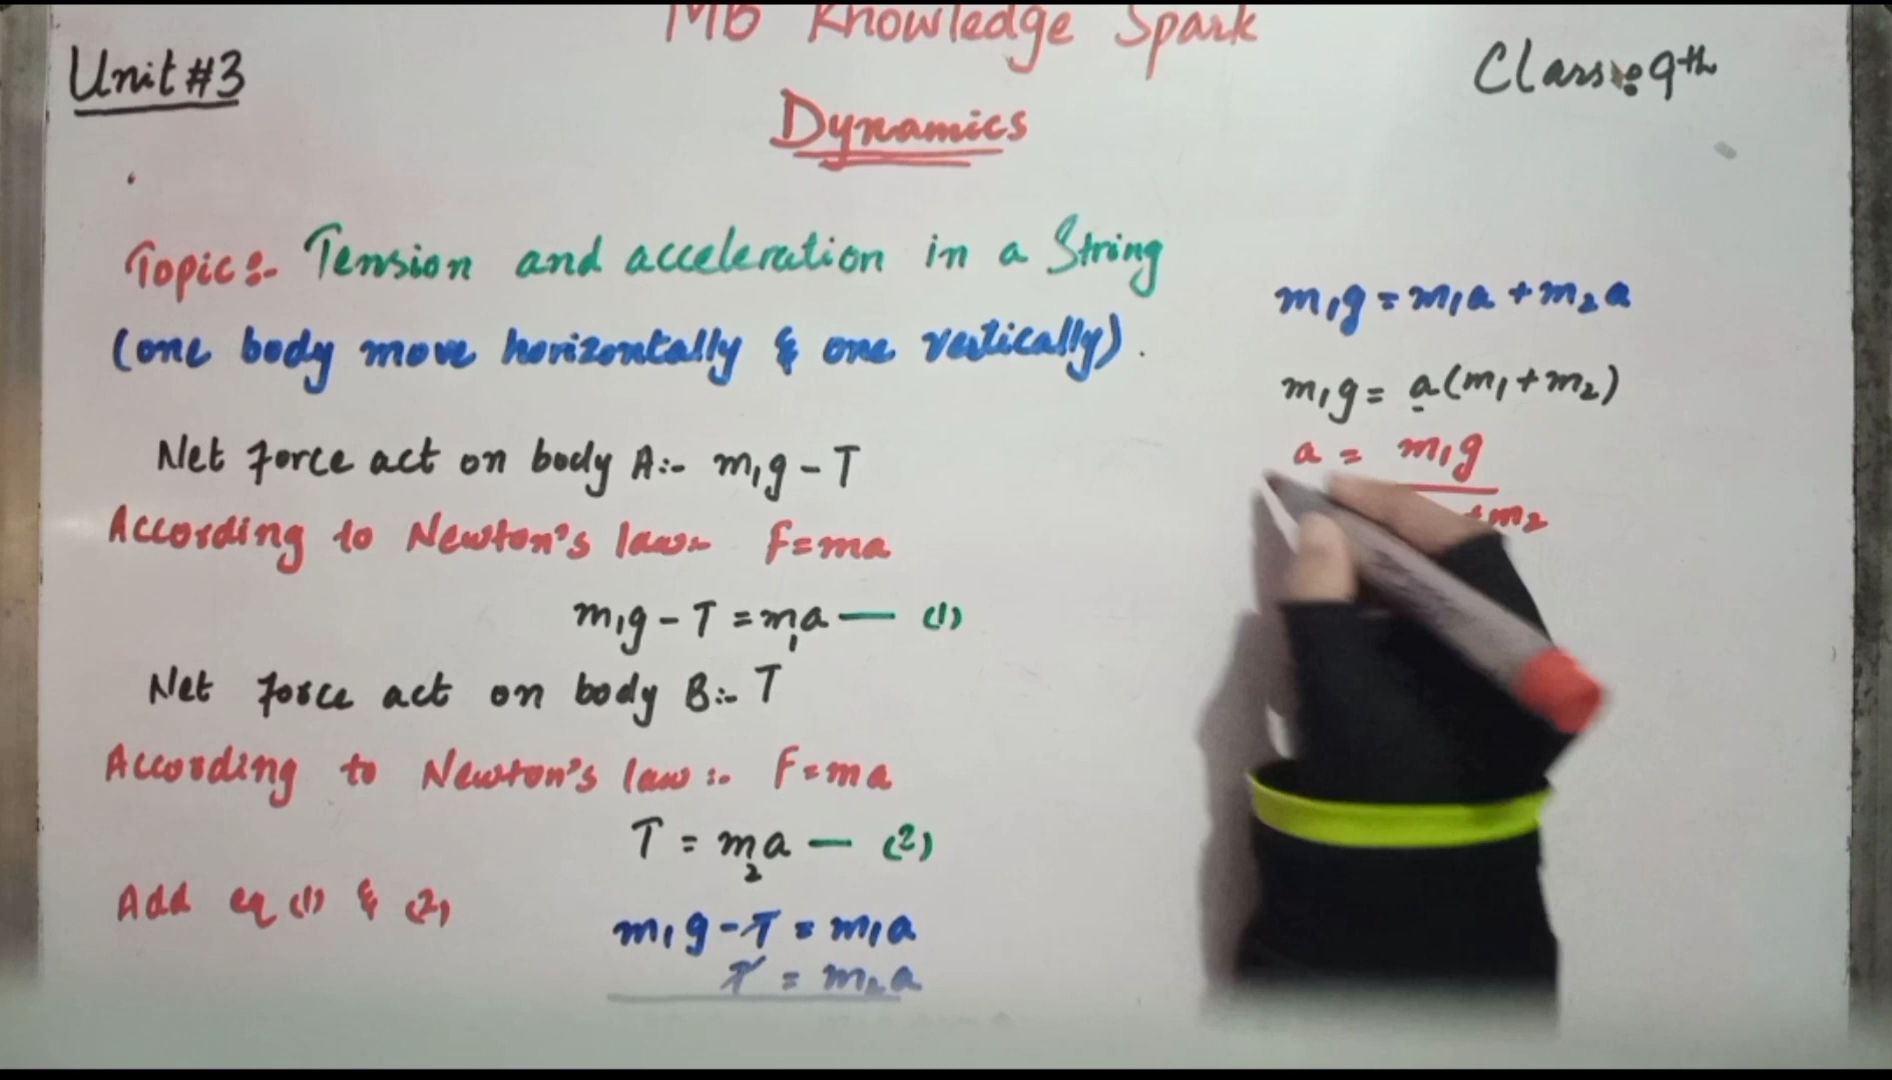 MB Knowledge Spark
Unit #3
Class: 9th
Dynamics
Topic:- Tension and acceleration in a String
(one body move horizontally & one vertically).
Net force act on body A:- m₁g - T
According to Newton's law:- F=ma
m₁g - T = m₁a — (1)
Net force act on body B:- T
According to Newton's law:- F=ma
T = m₂a — (2)
Add eq (1) & (2)
m₁g - T = m₁a
T = m₂a
m₁g = m₁a + m₂a
m₁g = a(m₁ + m₂)
a = m₁g
+ m₂